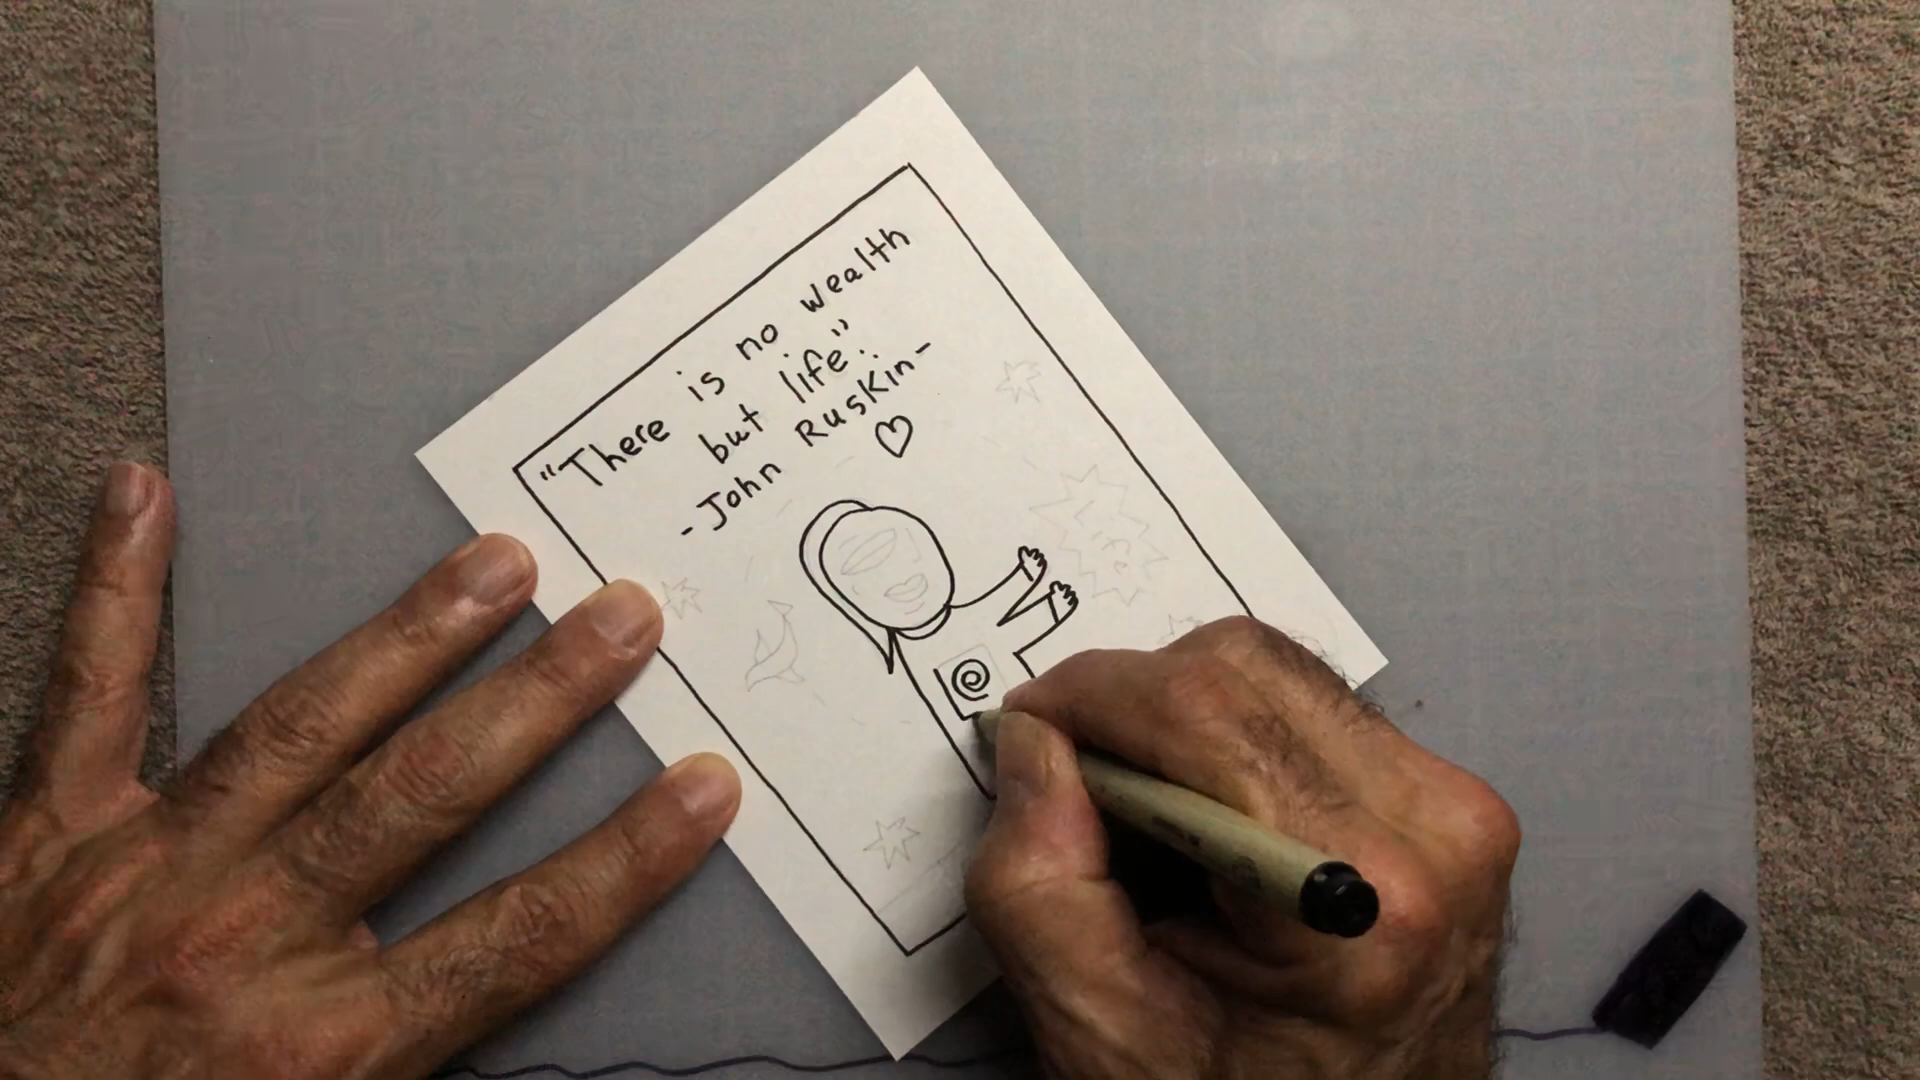 "There is no wealth
but life."
- John Ruskin -